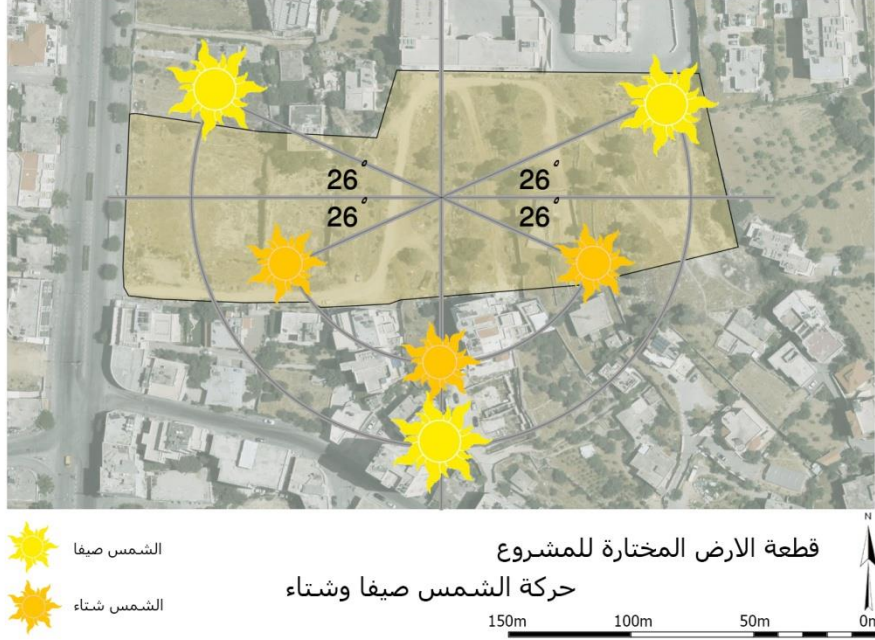 26° 26°
26° 26°
N
قطعة الارض المختارة للمشروع
حركة الشمس صيفا وشتاء
الشمس صيفا
الشمس شتاء
150m 100m 50m 0m